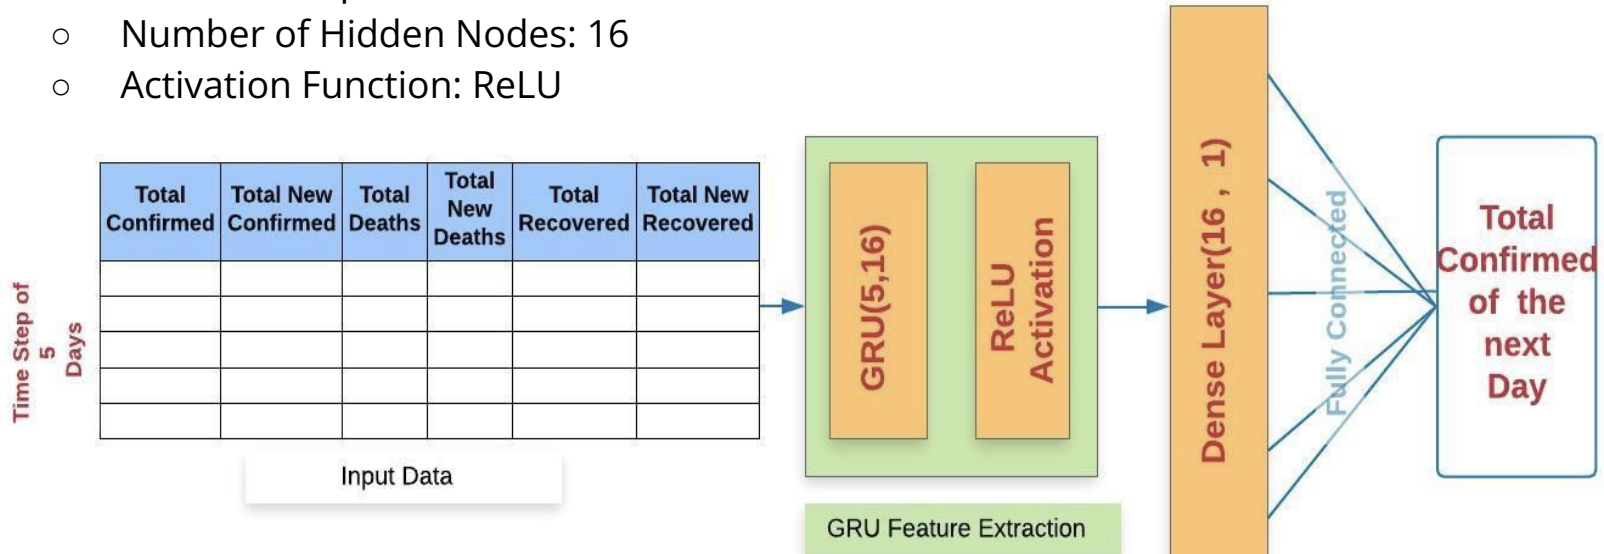 ○ Number of Hidden Nodes: 16
○ Activation Function: ReLU
Total
Confirmed
Total New
Confirmed
Total
Deaths
Total
New
Deaths
Total
Recovered
Total New
Recovered
Time Step of
5
Days
Input Data
GRU(5,16)
ReLU
Activation
GRU Feature Extraction
Dense Layer(16 , 1)
Fully Connected
Total
Confirmed
of the
next
Day